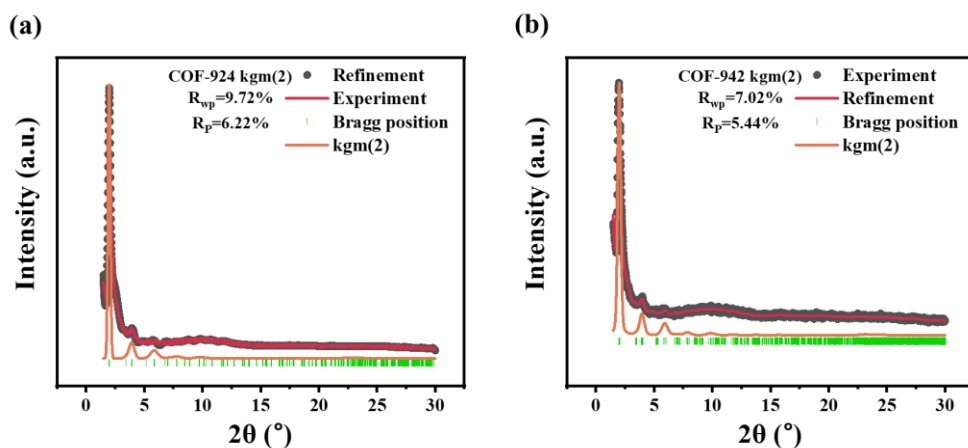 (a)
COF-924 kgm(2)
Rwp=9.72%
RP=6.22%
Refinement
Experiment
Bragg position
kgm(2)
Intensity (a.u.)
0 5 10 15 20 25 30
2θ (°)
(b)
COF-942 kgm(2)
Rwp=7.02%
RP=5.44%
Experiment
Refinement
Bragg position
kgm(2)
Intensity (a.u.)
0 5 10 15 20 25 30
2θ (°)